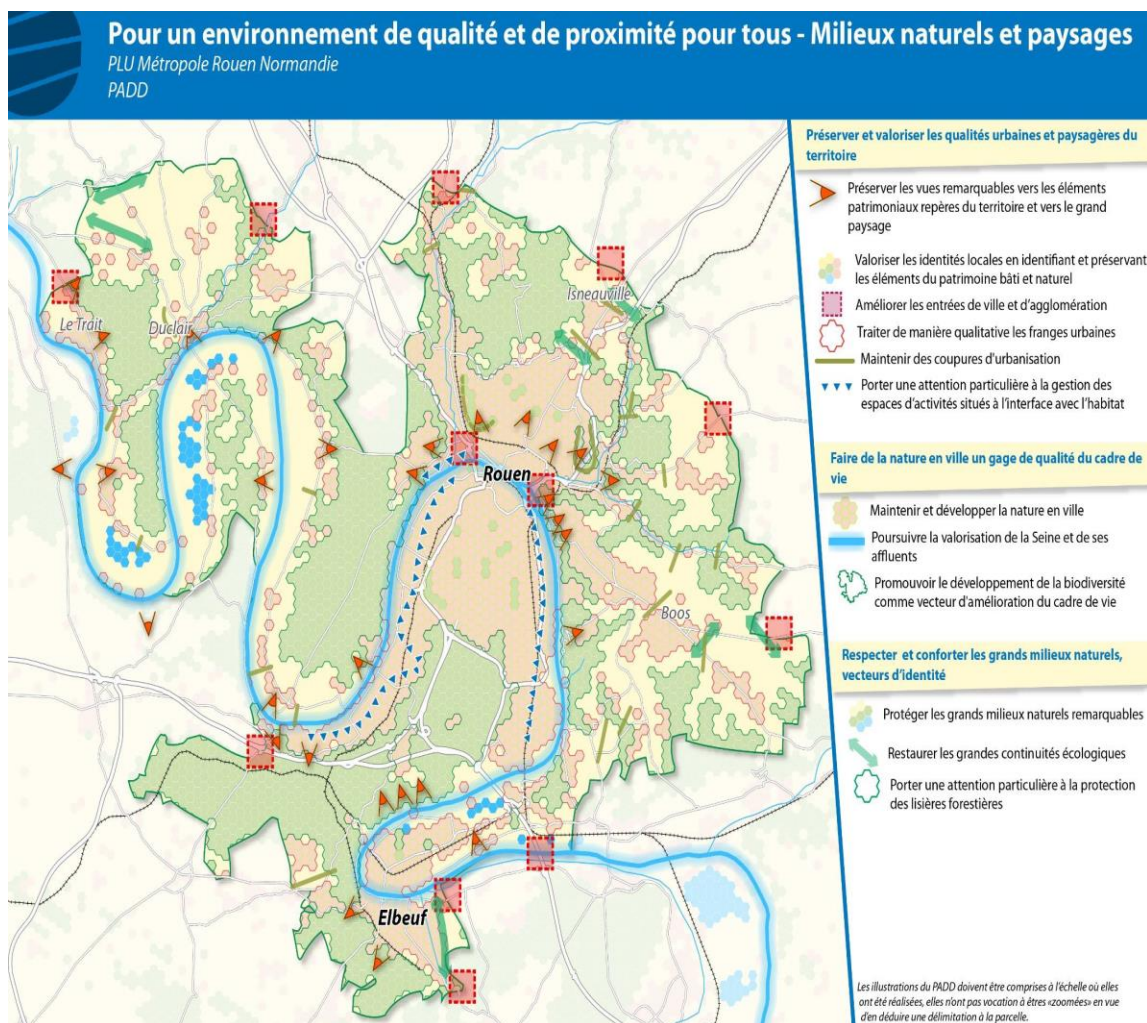 Pour un environnement de qualité et de proximité pour tous - Milieux naturels et paysages
PLU Métropole Rouen Normandie
PADD
Préserver et valoriser les qualités urbaines et paysagères du
territoire
Préserver les vues remarquables vers les éléments
patrimoniaux repères du territoire et vers le grand
paysage
Valoriser les identités locales en identifiant et préservant
les éléments du patrimoine bâti et naturel
Améliorer les entrées de ville et d'agglomération
Traiter de manière qualitative les franges urbaines
Maintenir des coupures d'urbanisation
Porter une attention particulière à la gestion des
espaces d'activités situés à l'interface avec l'habitat
Faire de la nature en ville un gage de qualité du cadre de
vie
Maintenir et développer la nature en ville
Poursuivre la valorisation de la Seine et de ses
affluents
Promouvoir le développement de la biodiversité
comme vecteur d'amélioration du cadre de vie
Respecter et conforter les grands milieux naturels,
vecteurs d'identité
Protéger les grands milieux naturels remarquables
Restaurer les grandes continuités écologiques
Porter une attention particulière à la protection
des lisières forestières
Isneauville
Le Trait
Duclair
Rouen
Boos
Elbeuf
Les illustrations du PADD doivent être comprises à l'échelle où elles
ont été réalisées, elles n'ont pas vocation à êtres «zoomées» en vue
d'en déduire une délimitation à la parcelle.